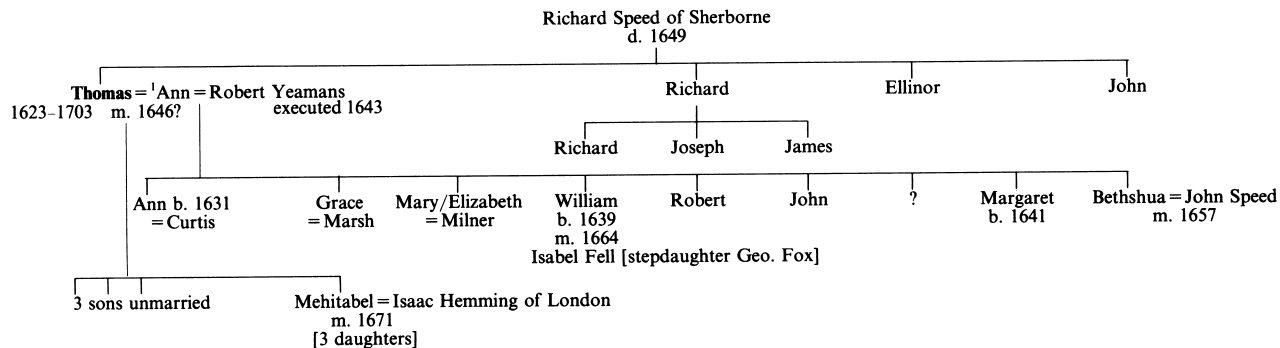 Richard Speed of Sherborne
d. 1649
Thomas = ¹Ann = Robert Yeamans
1623–1703 m. 1646? executed 1643
Richard
Ellinor
John
Richard Joseph James
Ann b. 1631
= Curtis
Grace
= Marsh
Mary/Elizabeth
= Milner
William
b. 1639
m. 1664
Isabel Fell [stepdaughter Geo. Fox]
Robert
John
?
Margaret
b. 1641
Bethshua = John Speed
m. 1657
3 sons unmarried
Mehitabel = Isaac Hemming of London
m. 1671
[3 daughters]